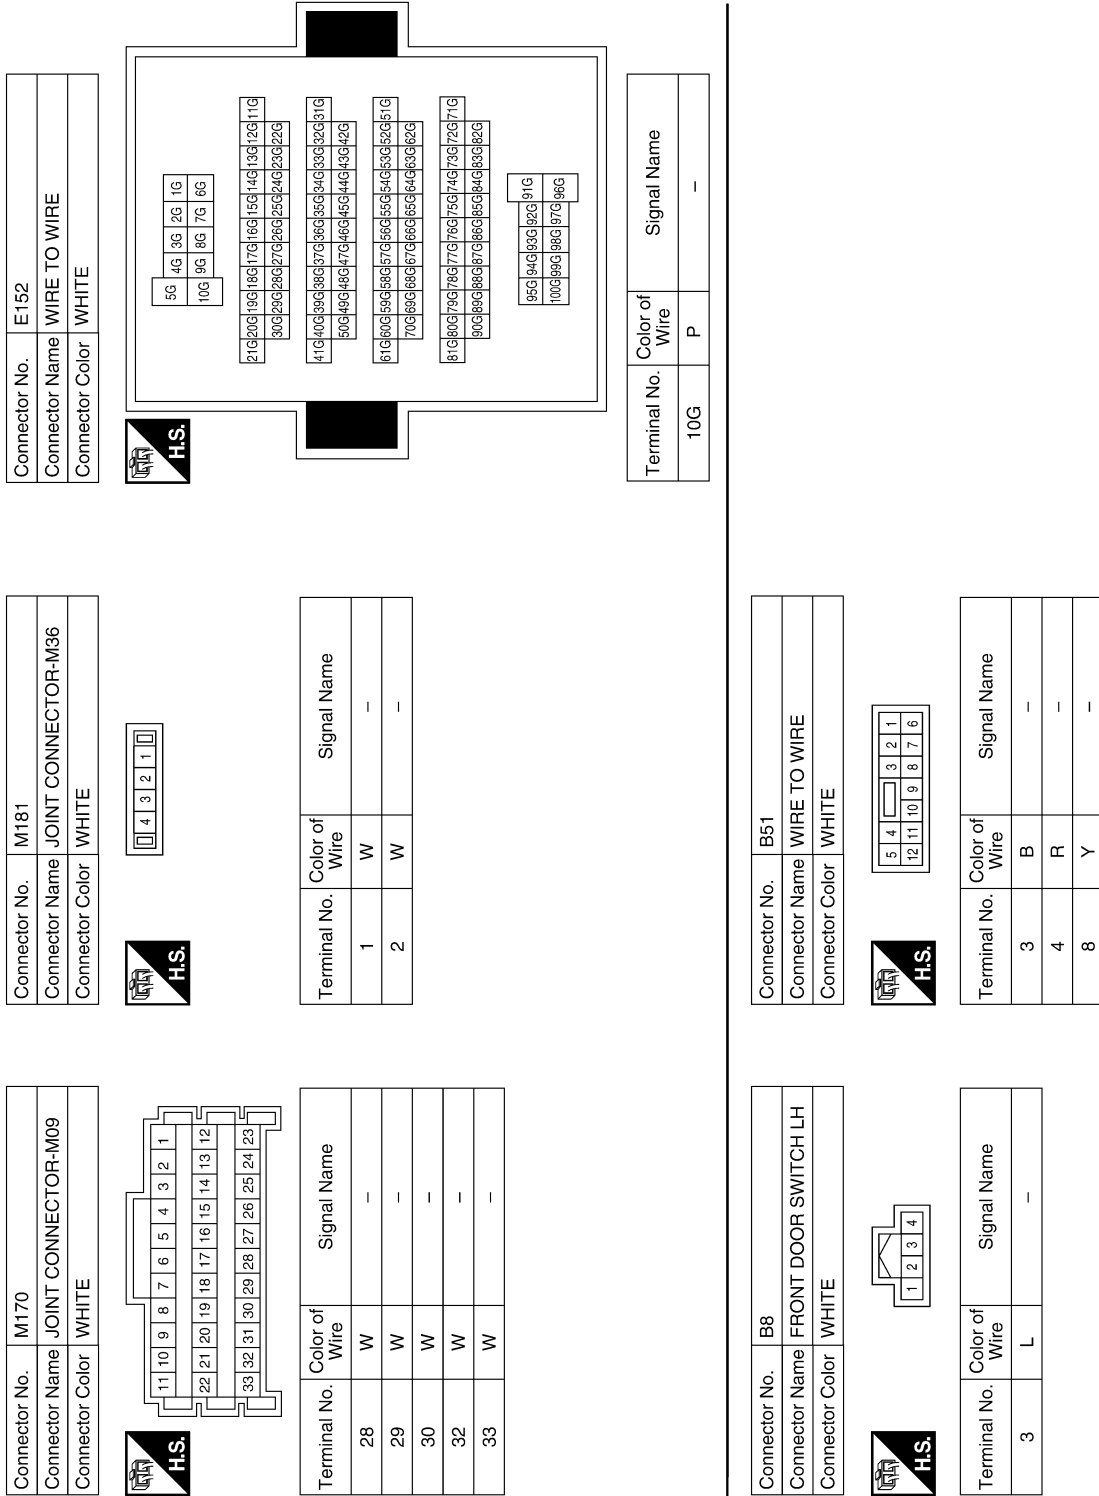 Connector No. M170
Connector Name JOINT CONNECTOR-M09
Connector Color WHITE
H.S.
11 10 9 8 7 6 5 4 3 2 1
22 21 20 19 18 17 16 15 14 13 12
33 32 31 30 29 28 27 26 25 24 23
Terminal No. Color of Wire Signal Name
28 W –
29 W –
30 W –
32 W –
33 W –
Connector No. M181
Connector Name JOINT CONNECTOR-M36
Connector Color WHITE
H.S.
4 3 2 1
Terminal No. Color of Wire Signal Name
1 W –
2 W –
Connector No. E152
Connector Name WIRE TO WIRE
Connector Color WHITE
H.S.
5G 4G 3G 2G 1G
10G 9G 8G 7G 6G
21G 20G 19G 18G 17G 16G 15G 14G 13G 12G 11G
30G 29G 28G 27G 26G 25G 24G 23G 22G
41G 40G 39G 38G 37G 36G 35G 34G 33G 32G 31G
50G 49G 48G 47G 46G 45G 44G 43G 42G
61G 60G 59G 58G 57G 56G 55G 54G 53G 52G 51G
70G 69G 68G 67G 66G 65G 64G 63G 62G
81G 80G 79G 78G 77G 76G 75G 74G 73G 72G 71G
90G 89G 88G 87G 86G 85G 84G 83G 82G
95G 94G 93G 92G 91G
100G 99G 98G 97G 96G
Terminal No. Color of Wire Signal Name
10G P –
Connector No. B8
Connector Name FRONT DOOR SWITCH LH
Connector Color WHITE
H.S.
1 2 3 4
Terminal No. Color of Wire Signal Name
3 L –
Connector No. B51
Connector Name WIRE TO WIRE
Connector Color WHITE
H.S.
5 4 3 2 1
12 11 10 9 8 7 6
Terminal No. Color of Wire Signal Name
3 B –
4 R –
8 Y –